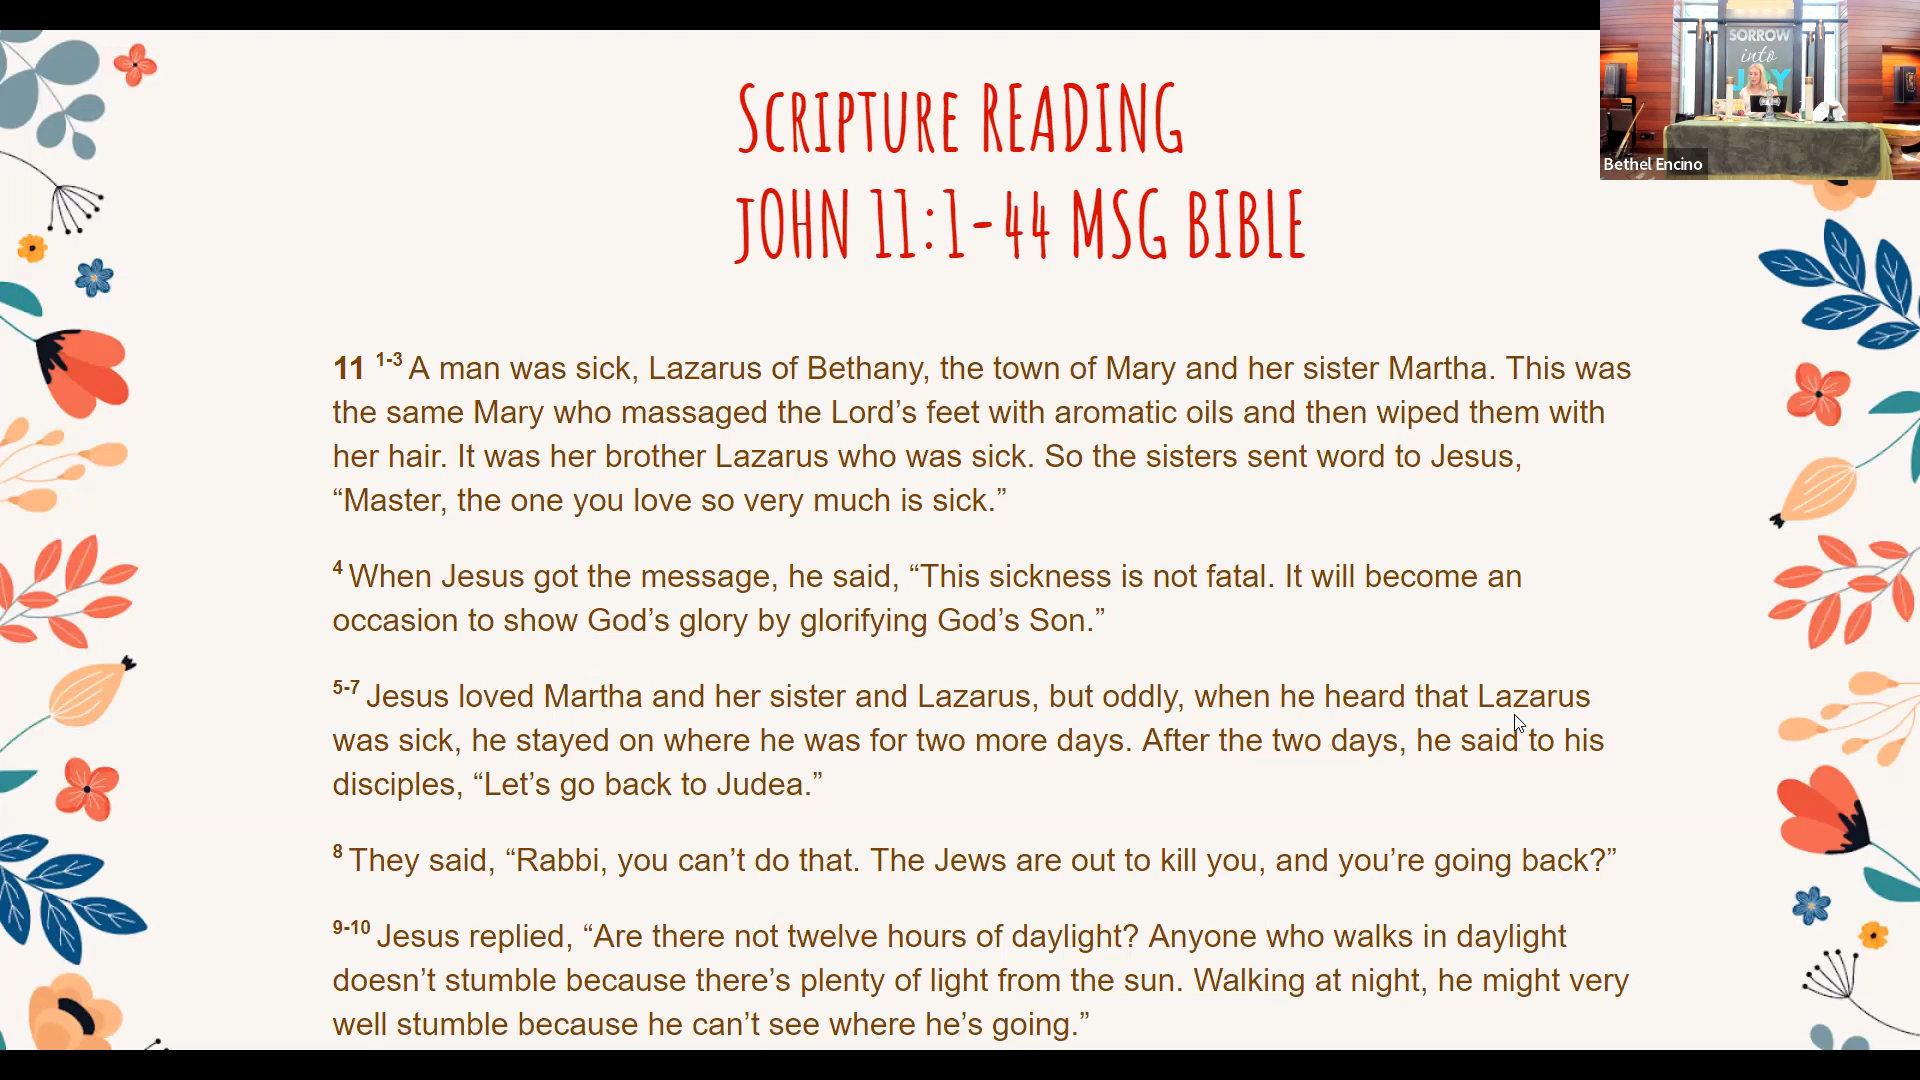 SORROW
into
JOY
Bethel Encino
Scripture READING
jOHN 11:1-44 MSG BIBLE
11 1-3 A man was sick, Lazarus of Bethany, the town of Mary and her sister Martha. This was
the same Mary who massaged the Lord’s feet with aromatic oils and then wiped them with
her hair. It was her brother Lazarus who was sick. So the sisters sent word to Jesus,
“Master, the one you love so very much is sick.”
4 When Jesus got the message, he said, “This sickness is not fatal. It will become an
occasion to show God’s glory by glorifying God’s Son.”
5-7 Jesus loved Martha and her sister and Lazarus, but oddly, when he heard that Lazarus
was sick, he stayed on where he was for two more days. After the two days, he said to his
disciples, “Let’s go back to Judea.”
8 They said, “Rabbi, you can’t do that. The Jews are out to kill you, and you’re going back?”
9-10 Jesus replied, “Are there not twelve hours of daylight? Anyone who walks in daylight
doesn’t stumble because there’s plenty of light from the sun. Walking at night, he might very
well stumble because he can’t see where he’s going.”